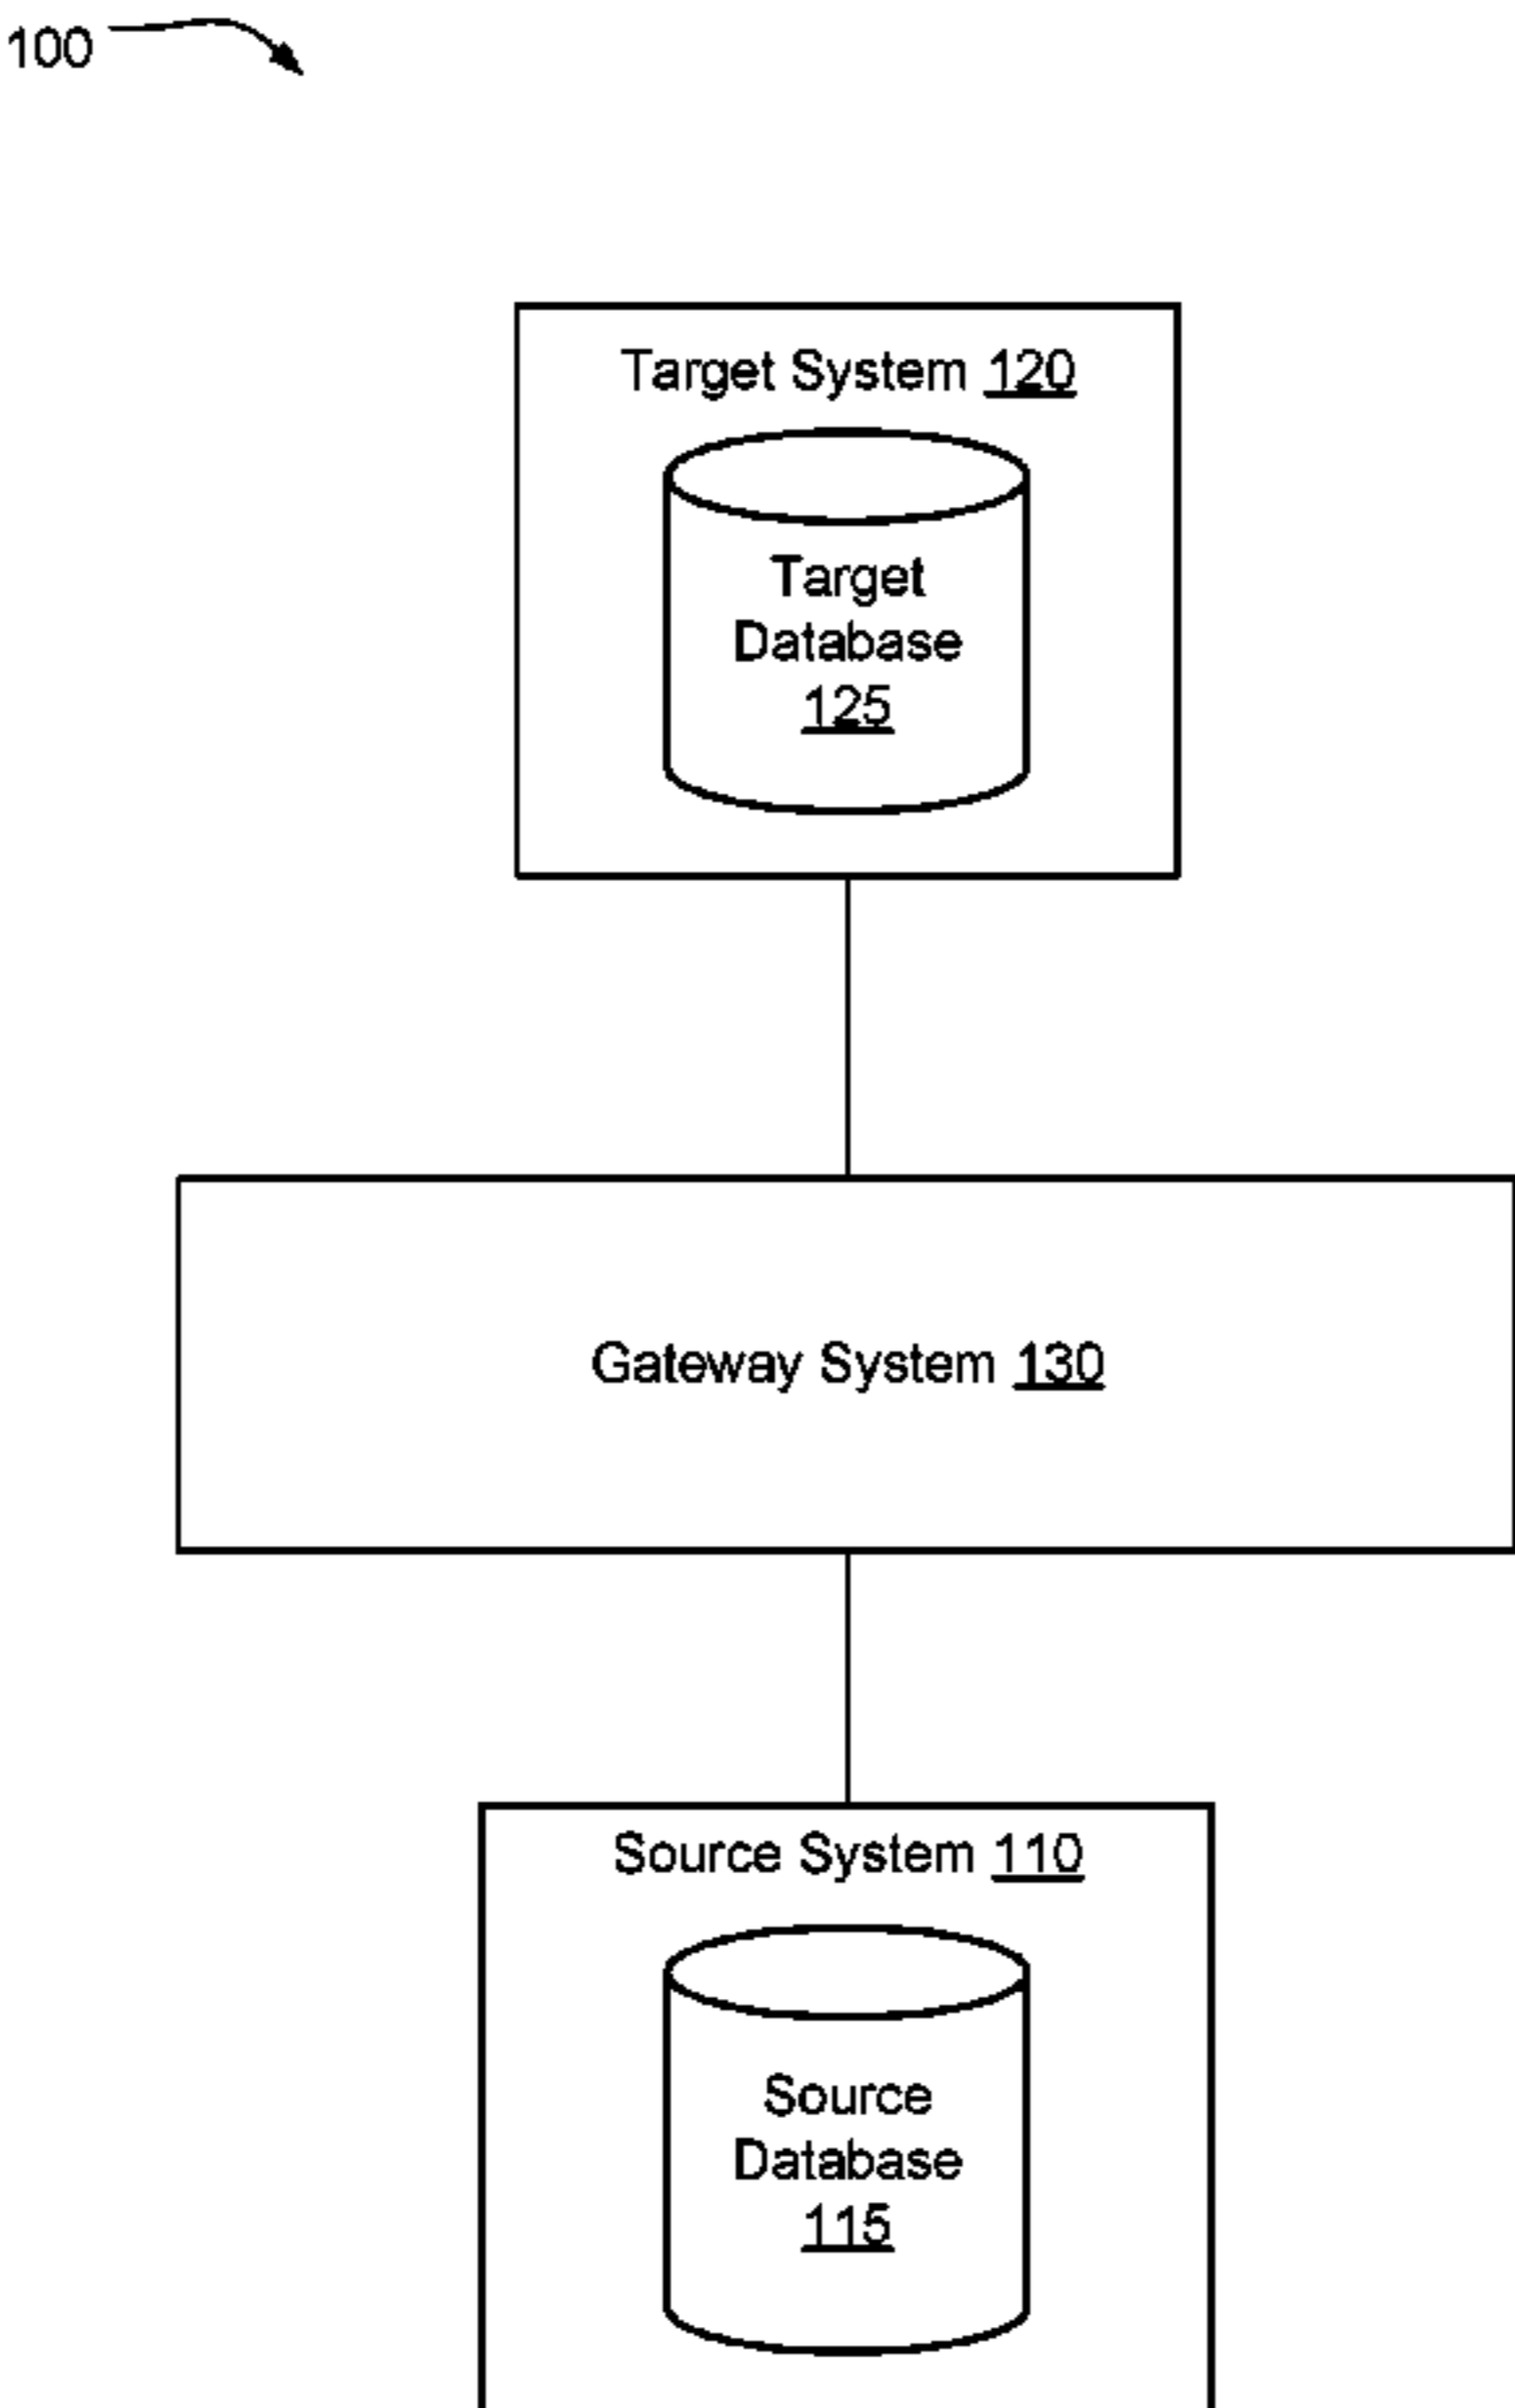 100
Target System 120
Target
Database
125
Gateway System 130
Source System 110
Source
Database
115